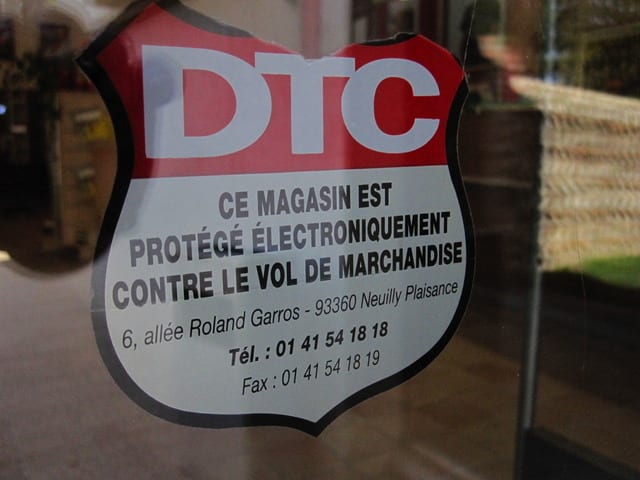 DTC
CE MAGASIN EST
PROTÉGÉ ÉLECTRONIQUEMENT
CONTRE LE VOL DE MARCHANDISE
6, allée Roland Garros - 93360 Neuilly Plaisance
Tél. : 01 41 54 18 18
Fax : 01 41 54 18 19